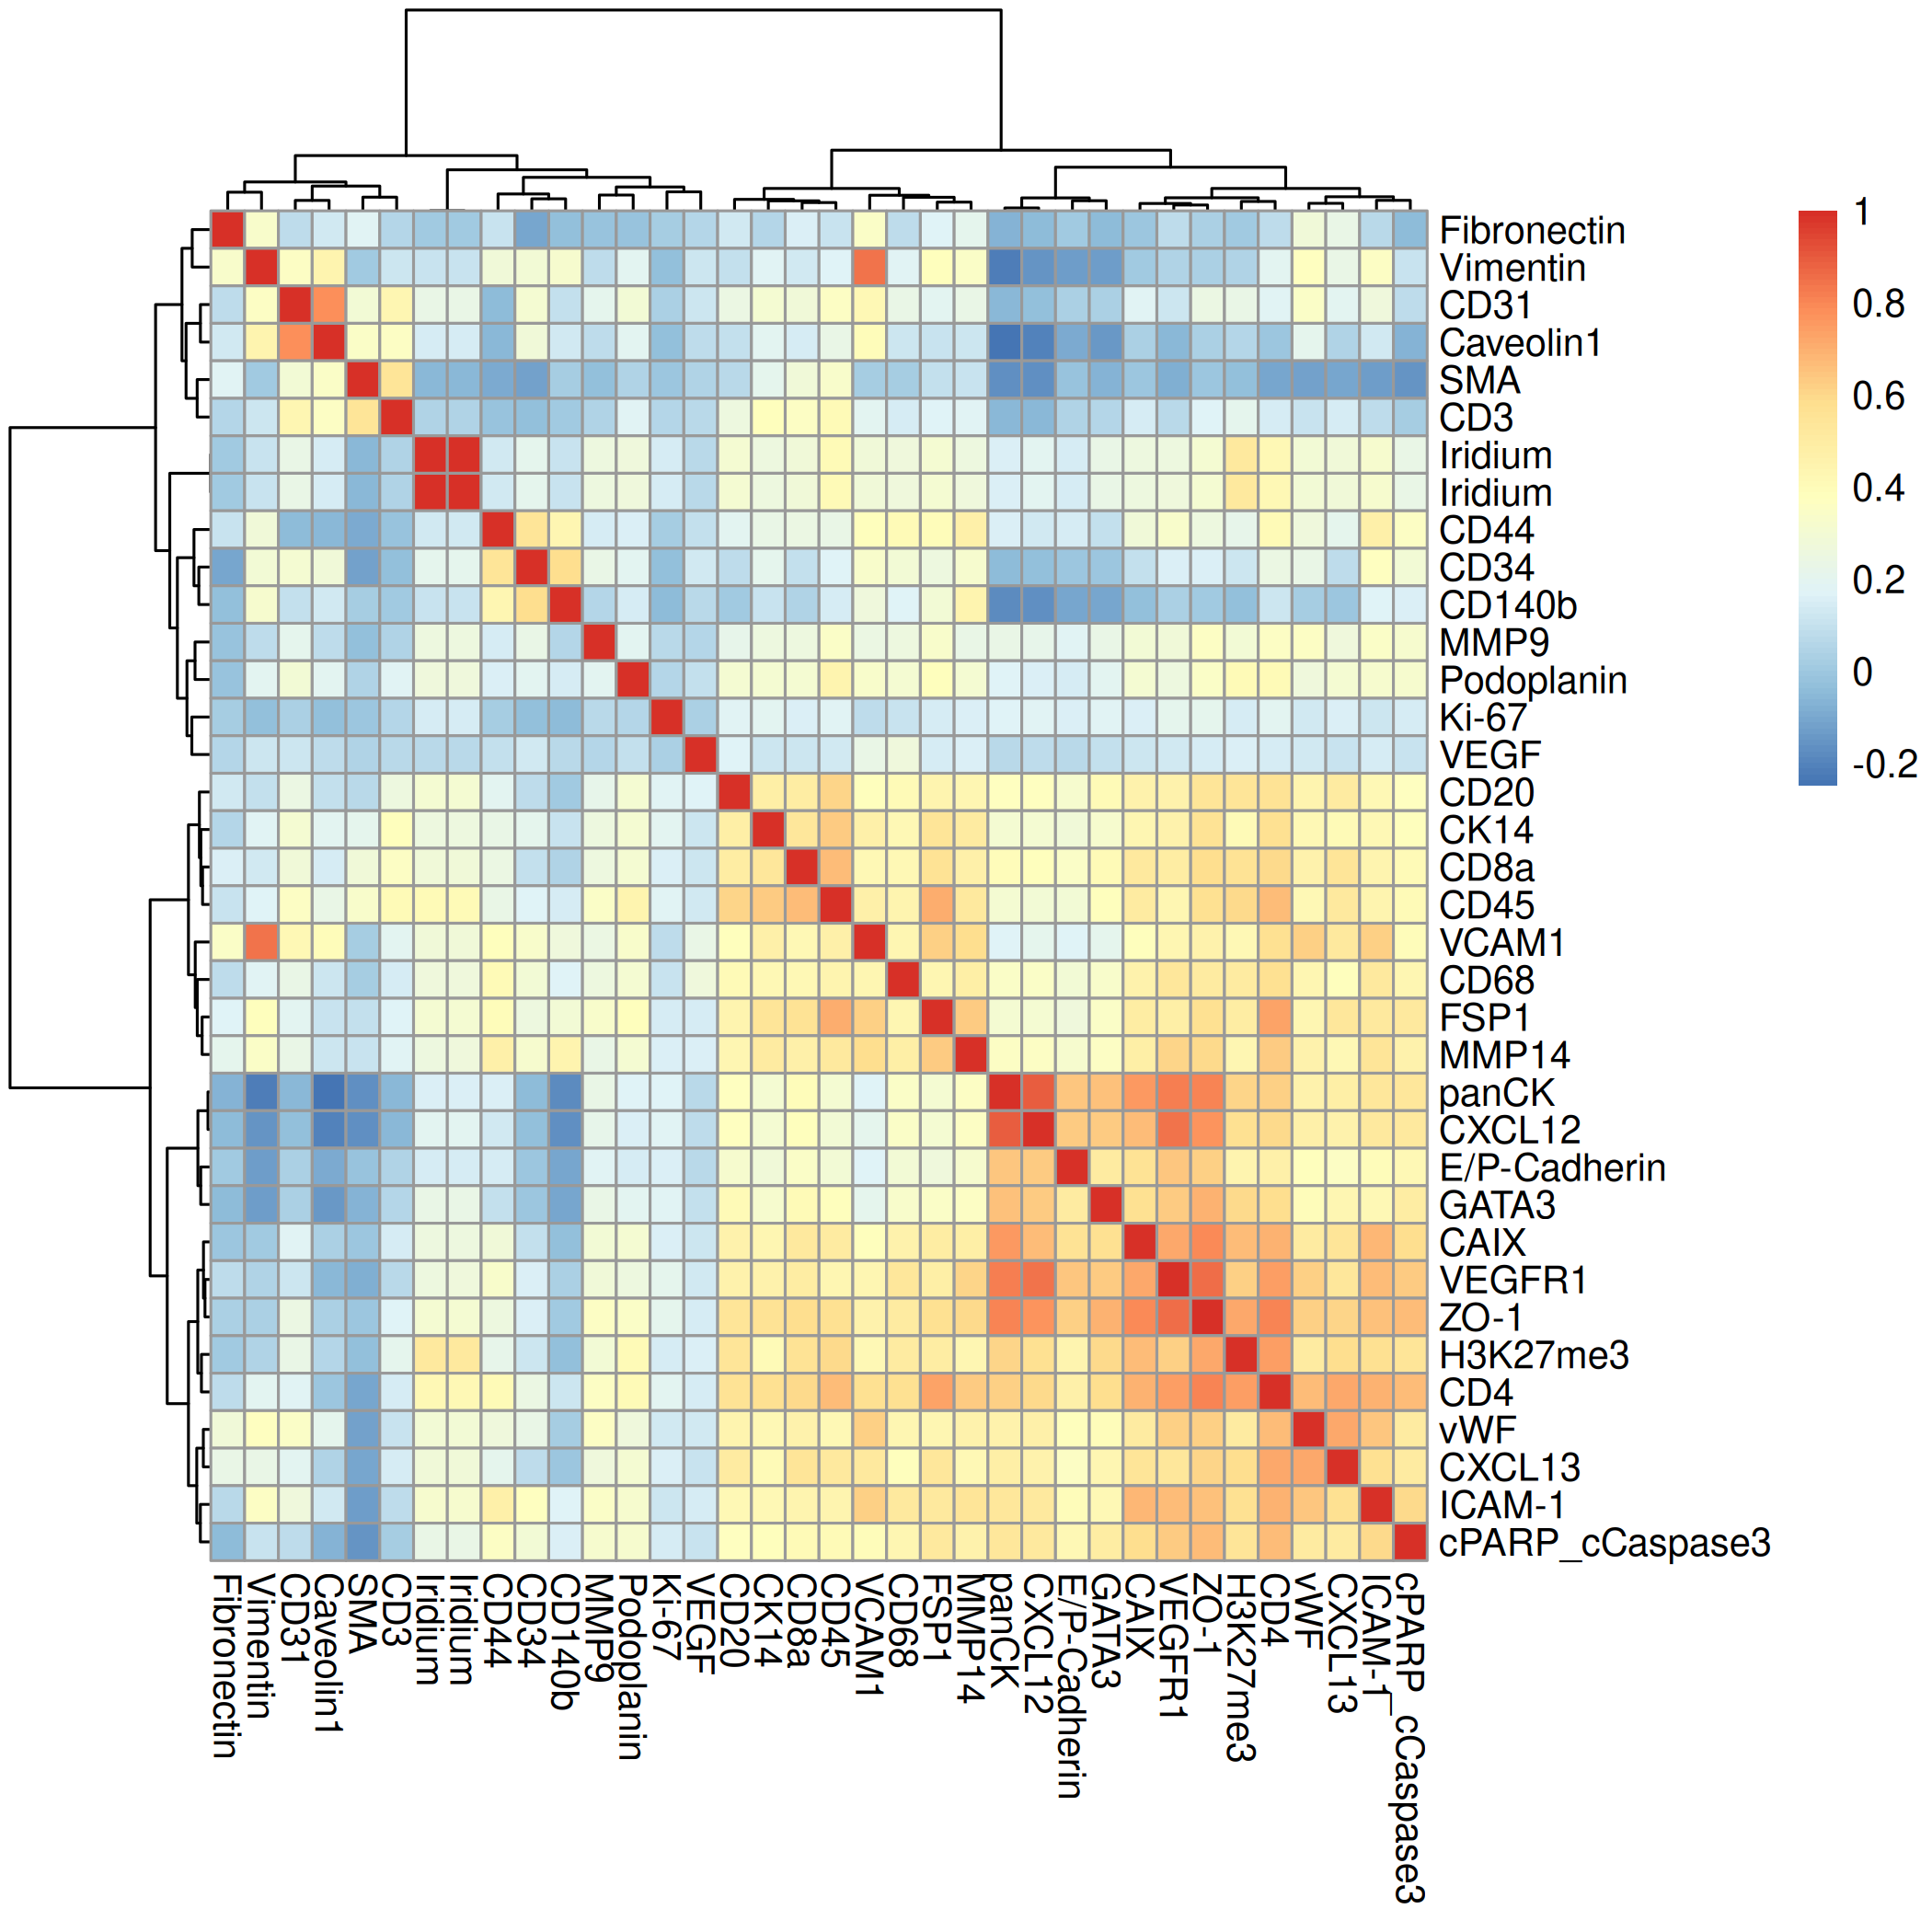 1
0.8
0.6
0.4
0.2
0
-0.2
Fibronectin
Vimentin
CD31
Caveolin1
SMA
CD3
Iridium
Iridium
CD44
CD34
CD140b
MMP9
Podoplanin
Ki-67
VEGF
CD20
CK14
CD8a
CD45
VCAM1
CD68
FSP1
MMP14
panCK
CXCL12
E/P-Cadherin
GATA3
CAIX
VEGFR1
ZO-1
H3K27me3
CD4
vWF
CXCL13
ICAM-1
cPARP_cCaspase3
Fibronectin
Vimentin
CD31
Caveolin1
SMA
CD3
Iridium
Iridium
CD44
CD34
CD140b
MMP9
Podoplanin
Ki-67
VEGF
CD20
CK14
CD8a
CD45
VCAM1
CD68
FSP1
MMP14
panCK
CXCL12
E/P-Cadherin
GATA3
CAIX
VEGFR1
ZO-1
H3K27me3
CD4
vWF
CXCL13
ICAM-1
cPARP_cCaspase3